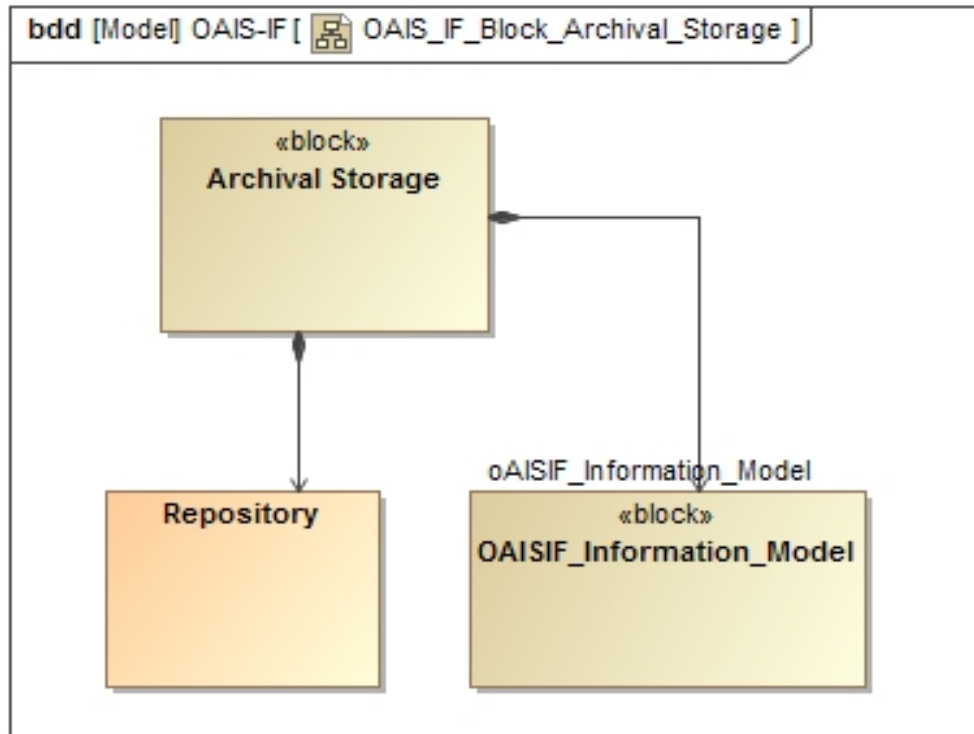 bdd [Model] OAIS-IF [ OAIS_IF_Block_Archival_Storage ]
«block»
Archival Storage
oAISIF_Information_Model
Repository
«block»
OAISIF_Information_Model